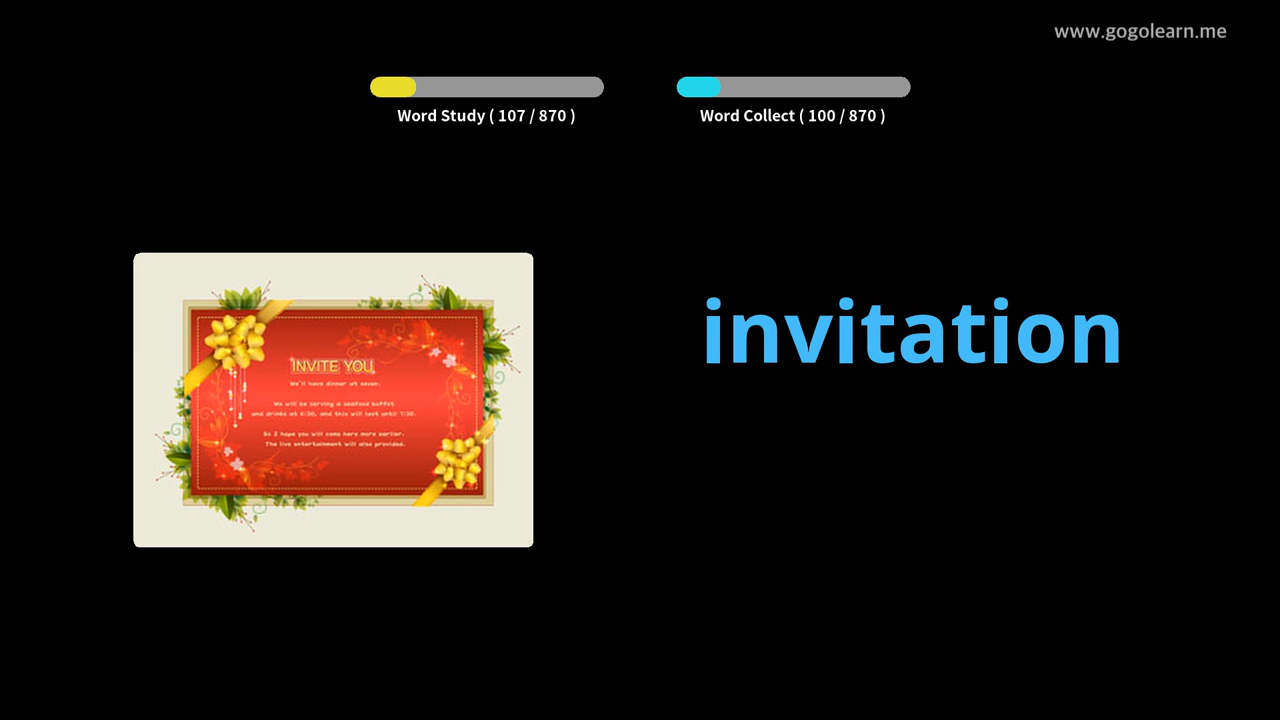 www.gogolearn.me
Word Study ( 107 / 870 )
Word Collect ( 100 / 870 )
invitation
INVITE YOU
We'll have dinner at seven.
We will be serving a seafood buffet
and drinks at 6:30, and this will last until 7:30.
So I hope you will come here more earlier.
The live entertainment will also provided.